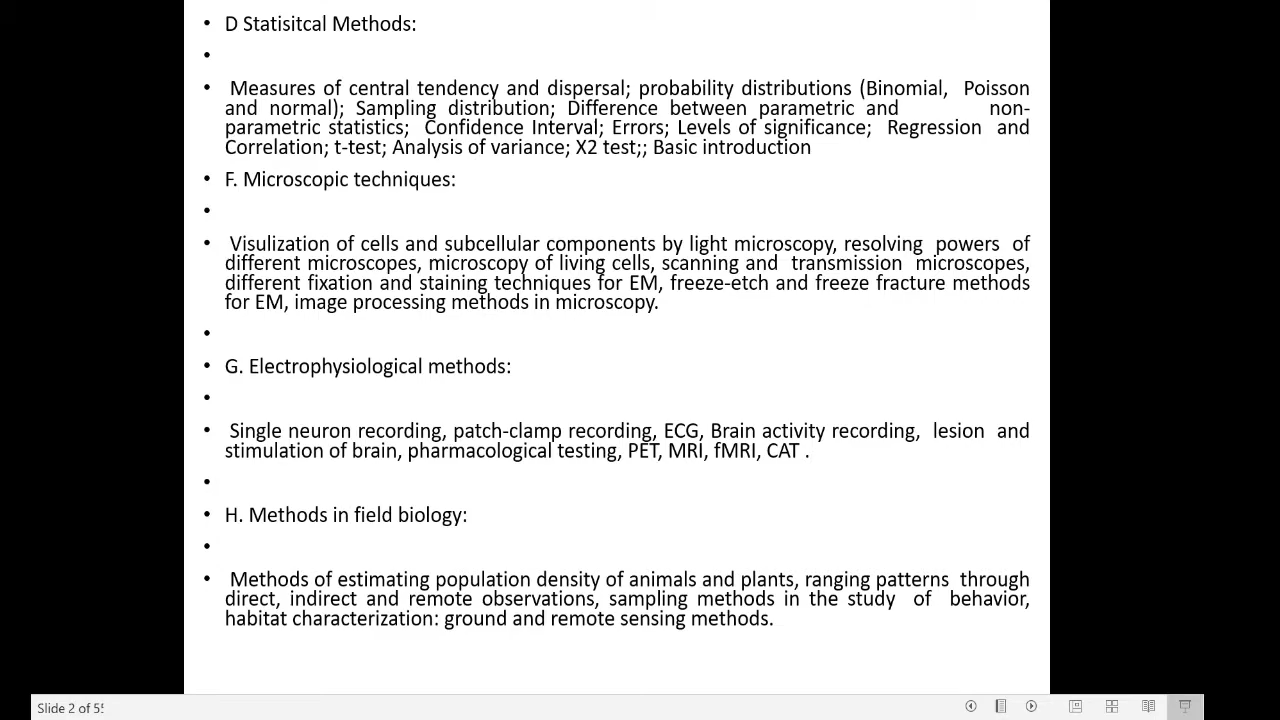 • D Statisitcal Methods:
•
• Measures of central tendency and dispersal; probability distributions (Binomial, Poisson
and normal); Sampling distribution; Difference between parametric and non-
parametric statistics; Confidence Interval; Errors; Levels of significance; Regression and
Correlation; t-test; Analysis of variance; X2 test;; Basic introduction
• F. Microscopic techniques:
•
• Visulization of cells and subcellular components by light microscopy, resolving powers of
different microscopes, microscopy of living cells, scanning and transmission microscopes,
different fixation and staining techniques for EM, freeze-etch and freeze fracture methods
for EM, image processing methods in microscopy.
•
• G. Electrophysiological methods:
•
• Single neuron recording, patch-clamp recording, ECG, Brain activity recording, lesion and
stimulation of brain, pharmacological testing, PET, MRI, fMRI, CAT .
•
• H. Methods in field biology:
•
• Methods of estimating population density of animals and plants, ranging patterns through
direct, indirect and remote observations, sampling methods in the study of behavior,
habitat characterization: ground and remote sensing methods.
Slide 2 of 55